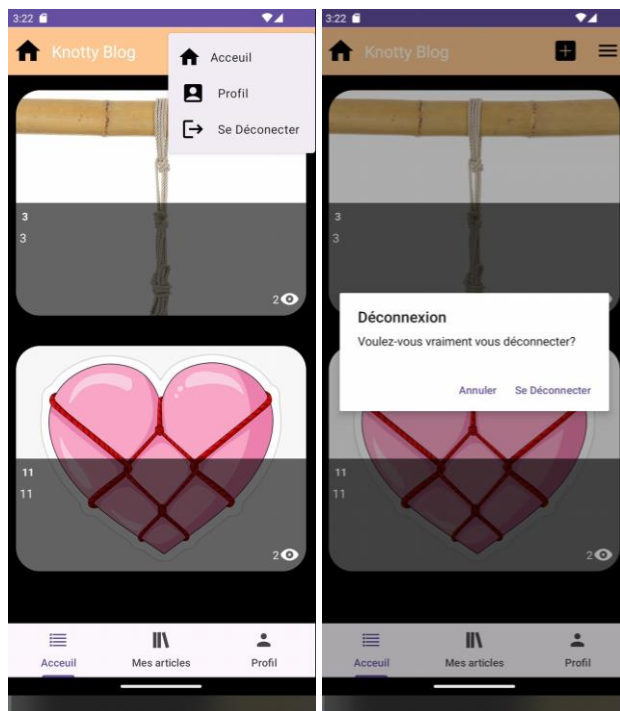 3:22
Knotty Blog
Acceuil
Profil
Se Déconecter
3
3
2
11
11
2
Acceuil
Mes articles
Profil
3:22
Knotty Blog
3
3
Déconnexion
Voulez-vous vraiment vous déconnecter?
Annuler
Se Déconnecter
11
11
2
Acceuil
Mes articles
Profil